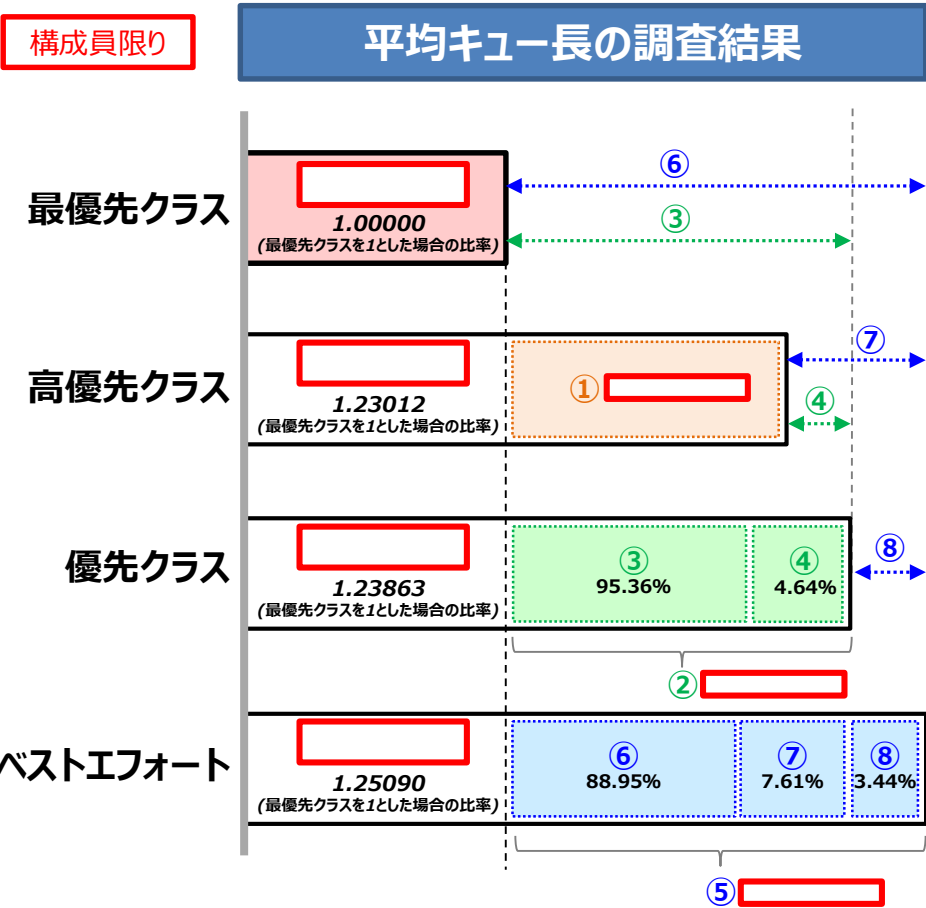 構成員限り
平均キュー長の調査結果
⑥
最優先クラス
1.00000
(最優先クラスを1とした場合の比率)
③
⑦
高優先クラス
①
④
1.23012
(最優先クラスを1とした場合の比率)
優先クラス
③
④
⑧
95.36%
4.64%
1.23863
(最優先クラスを1とした場合の比率)
②
ベストエフォート
⑥
⑦
⑧
88.95%
7.61%
3.44%
1.25090
(最優先クラスを1とした場合の比率)
⑤